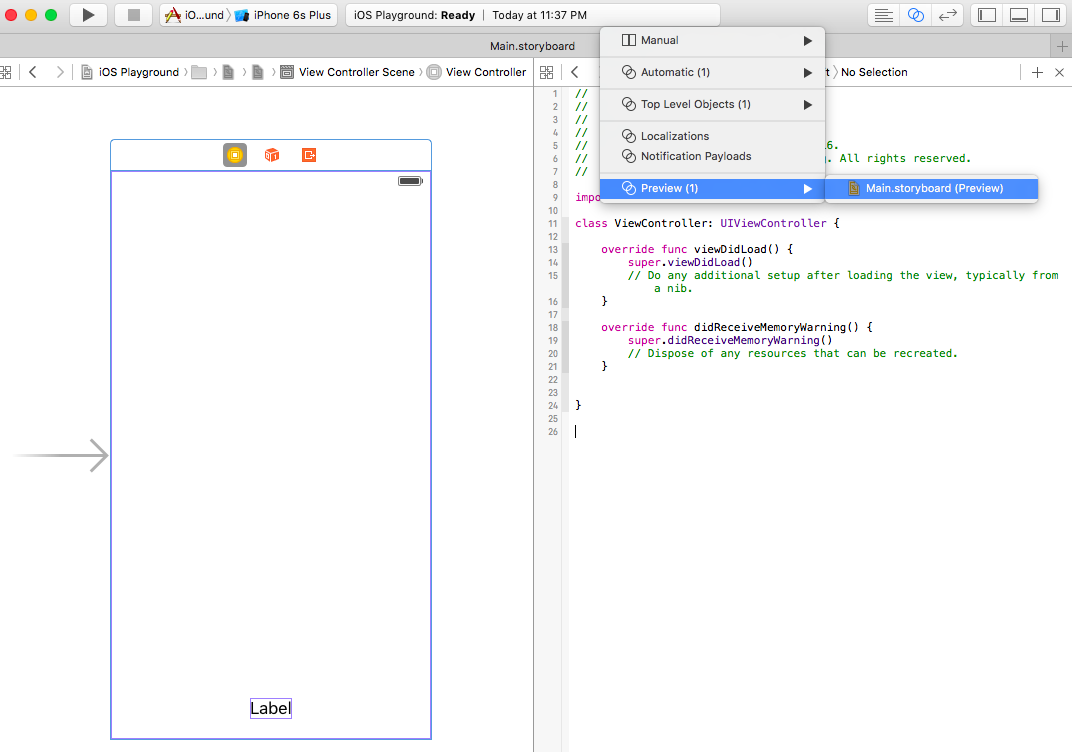 iO...und
iPhone 6s Plus
iOS Playground: Ready | Today at 11:37 PM
Main.storyboard
iOS Playground
View Controller Scene
View Controller
No Selection
Manual
Automatic (1)
Top Level Objects (1)
Localizations
Notification Payloads
Preview (1)
Main.storyboard (Preview)
1 //
2 //
3 //
4 //
5 // 6.
6 // . All rights reserved.
7 //
8
9 impo
10
11 class ViewController: UIViewController {
12
13 override func viewDidLoad() {
14 super.viewDidLoad()
15 // Do any additional setup after loading the view, typically from
a nib.
16 }
17
18 override func didReceiveMemoryWarning() {
19 super.didReceiveMemoryWarning()
20 // Dispose of any resources that can be recreated.
21 }
22
23
24 }
25
26
Label